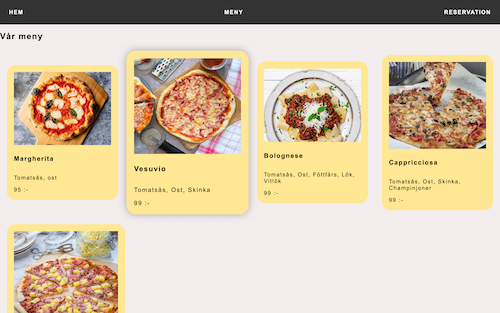 HEM
MENY
RESERVATION
Vår meny
Margherita
Tomatsås, ost
95 :-
Vesuvio
Tomatsås, Ost, Skinka
99 :-
Bolognese
Tomatsås, Ost, Föttfärs, Lök,
Vitlök
99 :-
Cappricciosa
Tomatsås, Ost, Skinka,
Champinjoner
99 :-